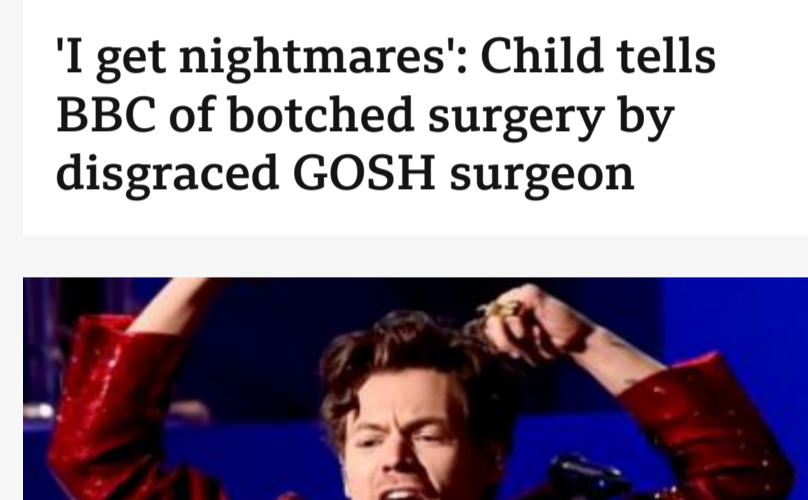 'I get nightmares': Child tells
BBC of botched surgery by
disgraced GOSH surgeon